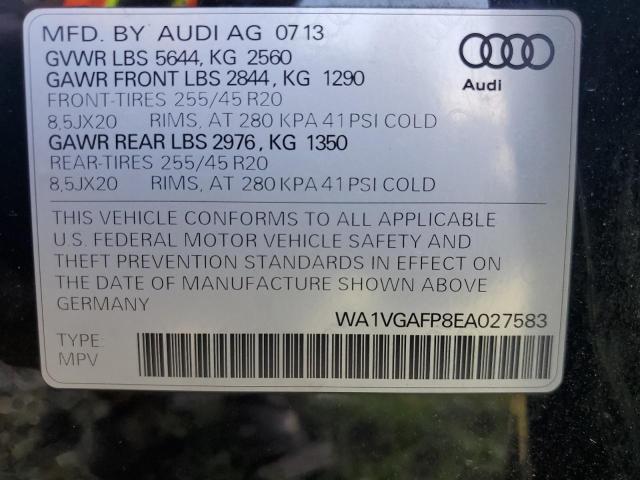 MFD. BY AUDI AG 07 13
GVWR LBS 5644, KG 2560
GAWR FRONT LBS 2844, KG 1290
FRONT-TIRES 255/45 R20
8,5JX20 RIMS, AT 280 KPA 41 PSI COLD
GAWR REAR LBS 2976, KG 1350
REAR-TIRES 255/45 R20
8,5JX20 RIMS, AT 280 KPA 41 PSI COLD
Audi
THIS VEHICLE CONFORMS TO ALL APPLICABLE
U.S. FEDERAL MOTOR VEHICLE SAFETY AND
THEFT PREVENTION STANDARDS IN EFFECT ON
THE DATE OF MANUFACTURE SHOWN ABOVE
GERMANY
WA1VGAFP8EA027583
TYPE:
MPV